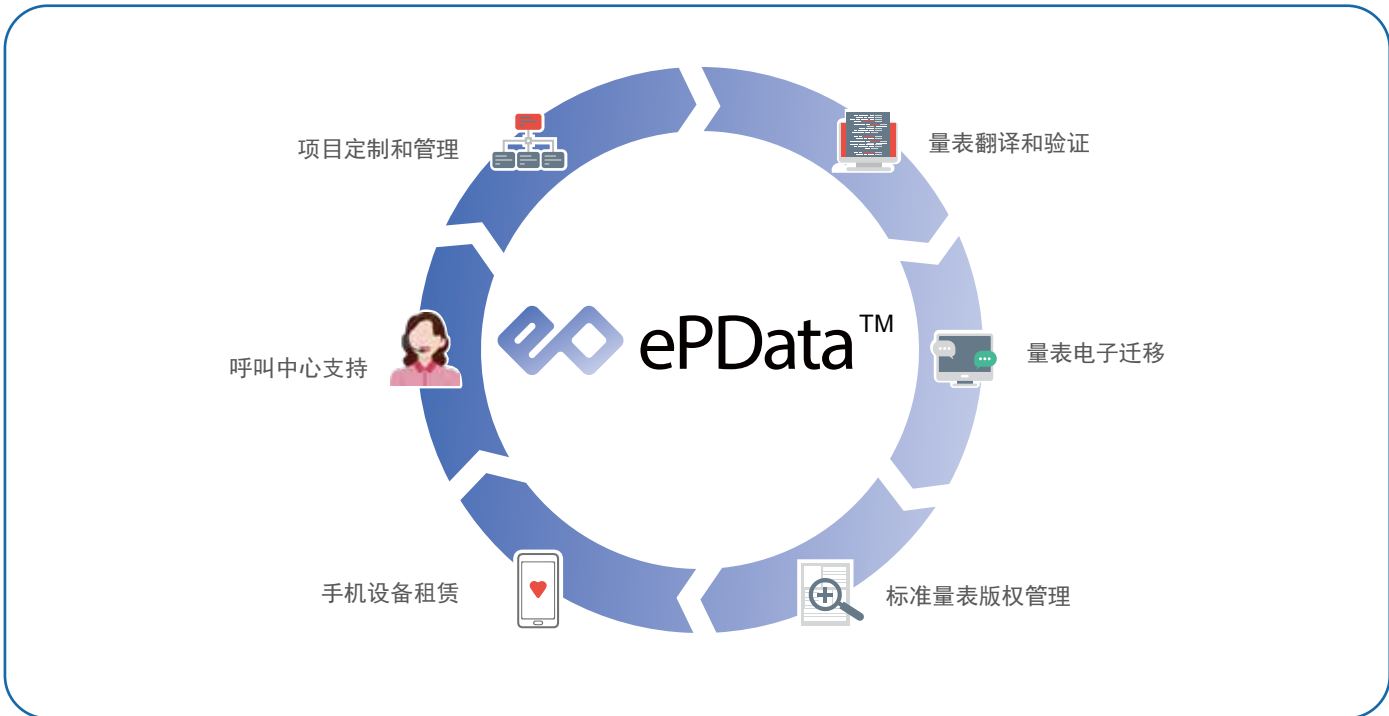 项目定制和管理
量表翻译和验证
呼叫中心支持
ePData™
量表电子迁移
手机设备租赁
标准量表版权管理